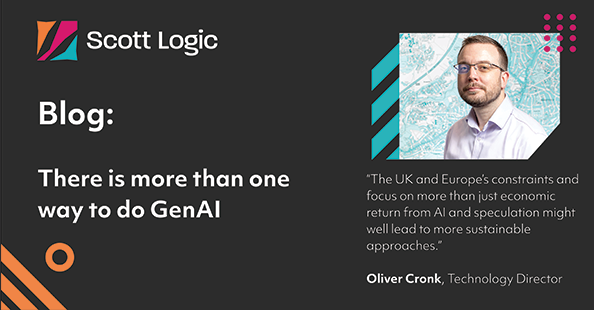 Scott Logic
Blog:
There is more than one
way to do GenAI
“The UK and Europe’s constraints and
focus on more than just economic
return from AI and speculation might
well lead to more sustainable
approaches.”
Oliver Cronk, Technology Director